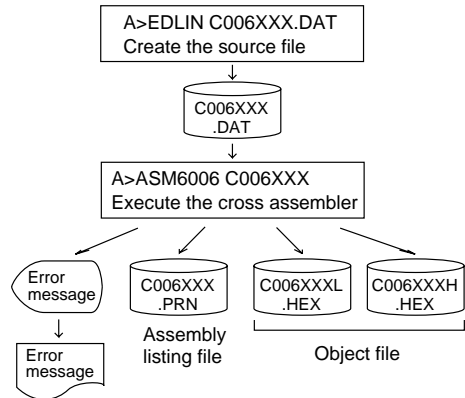 A>EDLIN C006XXX.DAT
Create the source file
C006XXX
.DAT
A>ASM6006 C006XXX
Execute the cross assembler
Error
message
C006XXX
.PRN
C006XXXL
.HEX
C006XXXH
.HEX
Assembly
listing file
Object file
Error
message